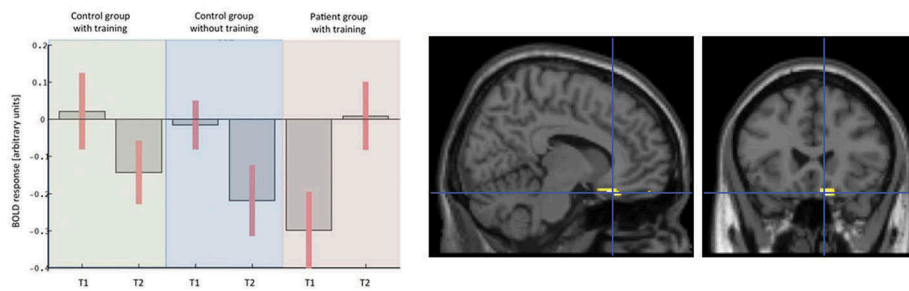 Control group
with training
Control group
without training
Patient group
with training
BOLD response [arbitrary units]
0.2
0.1
0
-0.1
-0.2
-0.3
-0.4
T1
T2
T1
T2
T1
T2